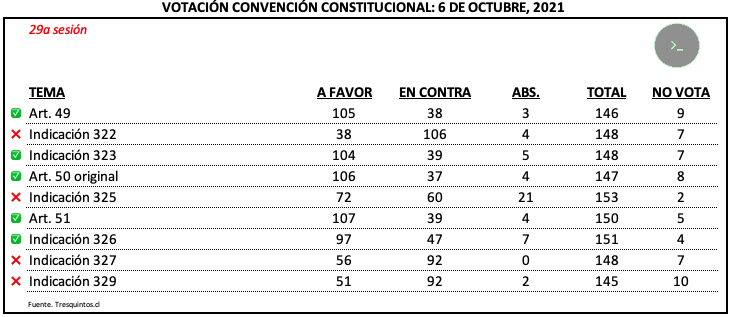 VOTACIÓN CONVENCIÓN CONSTITUCIONAL: 6 DE OCTUBRE, 2021
29a sesión
>_
TEMA A FAVOR EN CONTRA ABS. TOTAL NO VOTA
✅ Art. 49 105 38 3 146 9
❌ Indicación 322 38 106 4 148 7
✅ Indicación 323 104 39 5 148 7
✅ Art. 50 original 106 37 4 147 8
❌ Indicación 325 72 60 21 153 2
✅ Art. 51 107 39 4 150 5
✅ Indicación 326 97 47 7 151 4
❌ Indicación 327 56 92 0 148 7
❌ Indicación 329 51 92 2 145 10
Fuente. Tresquintos.cl